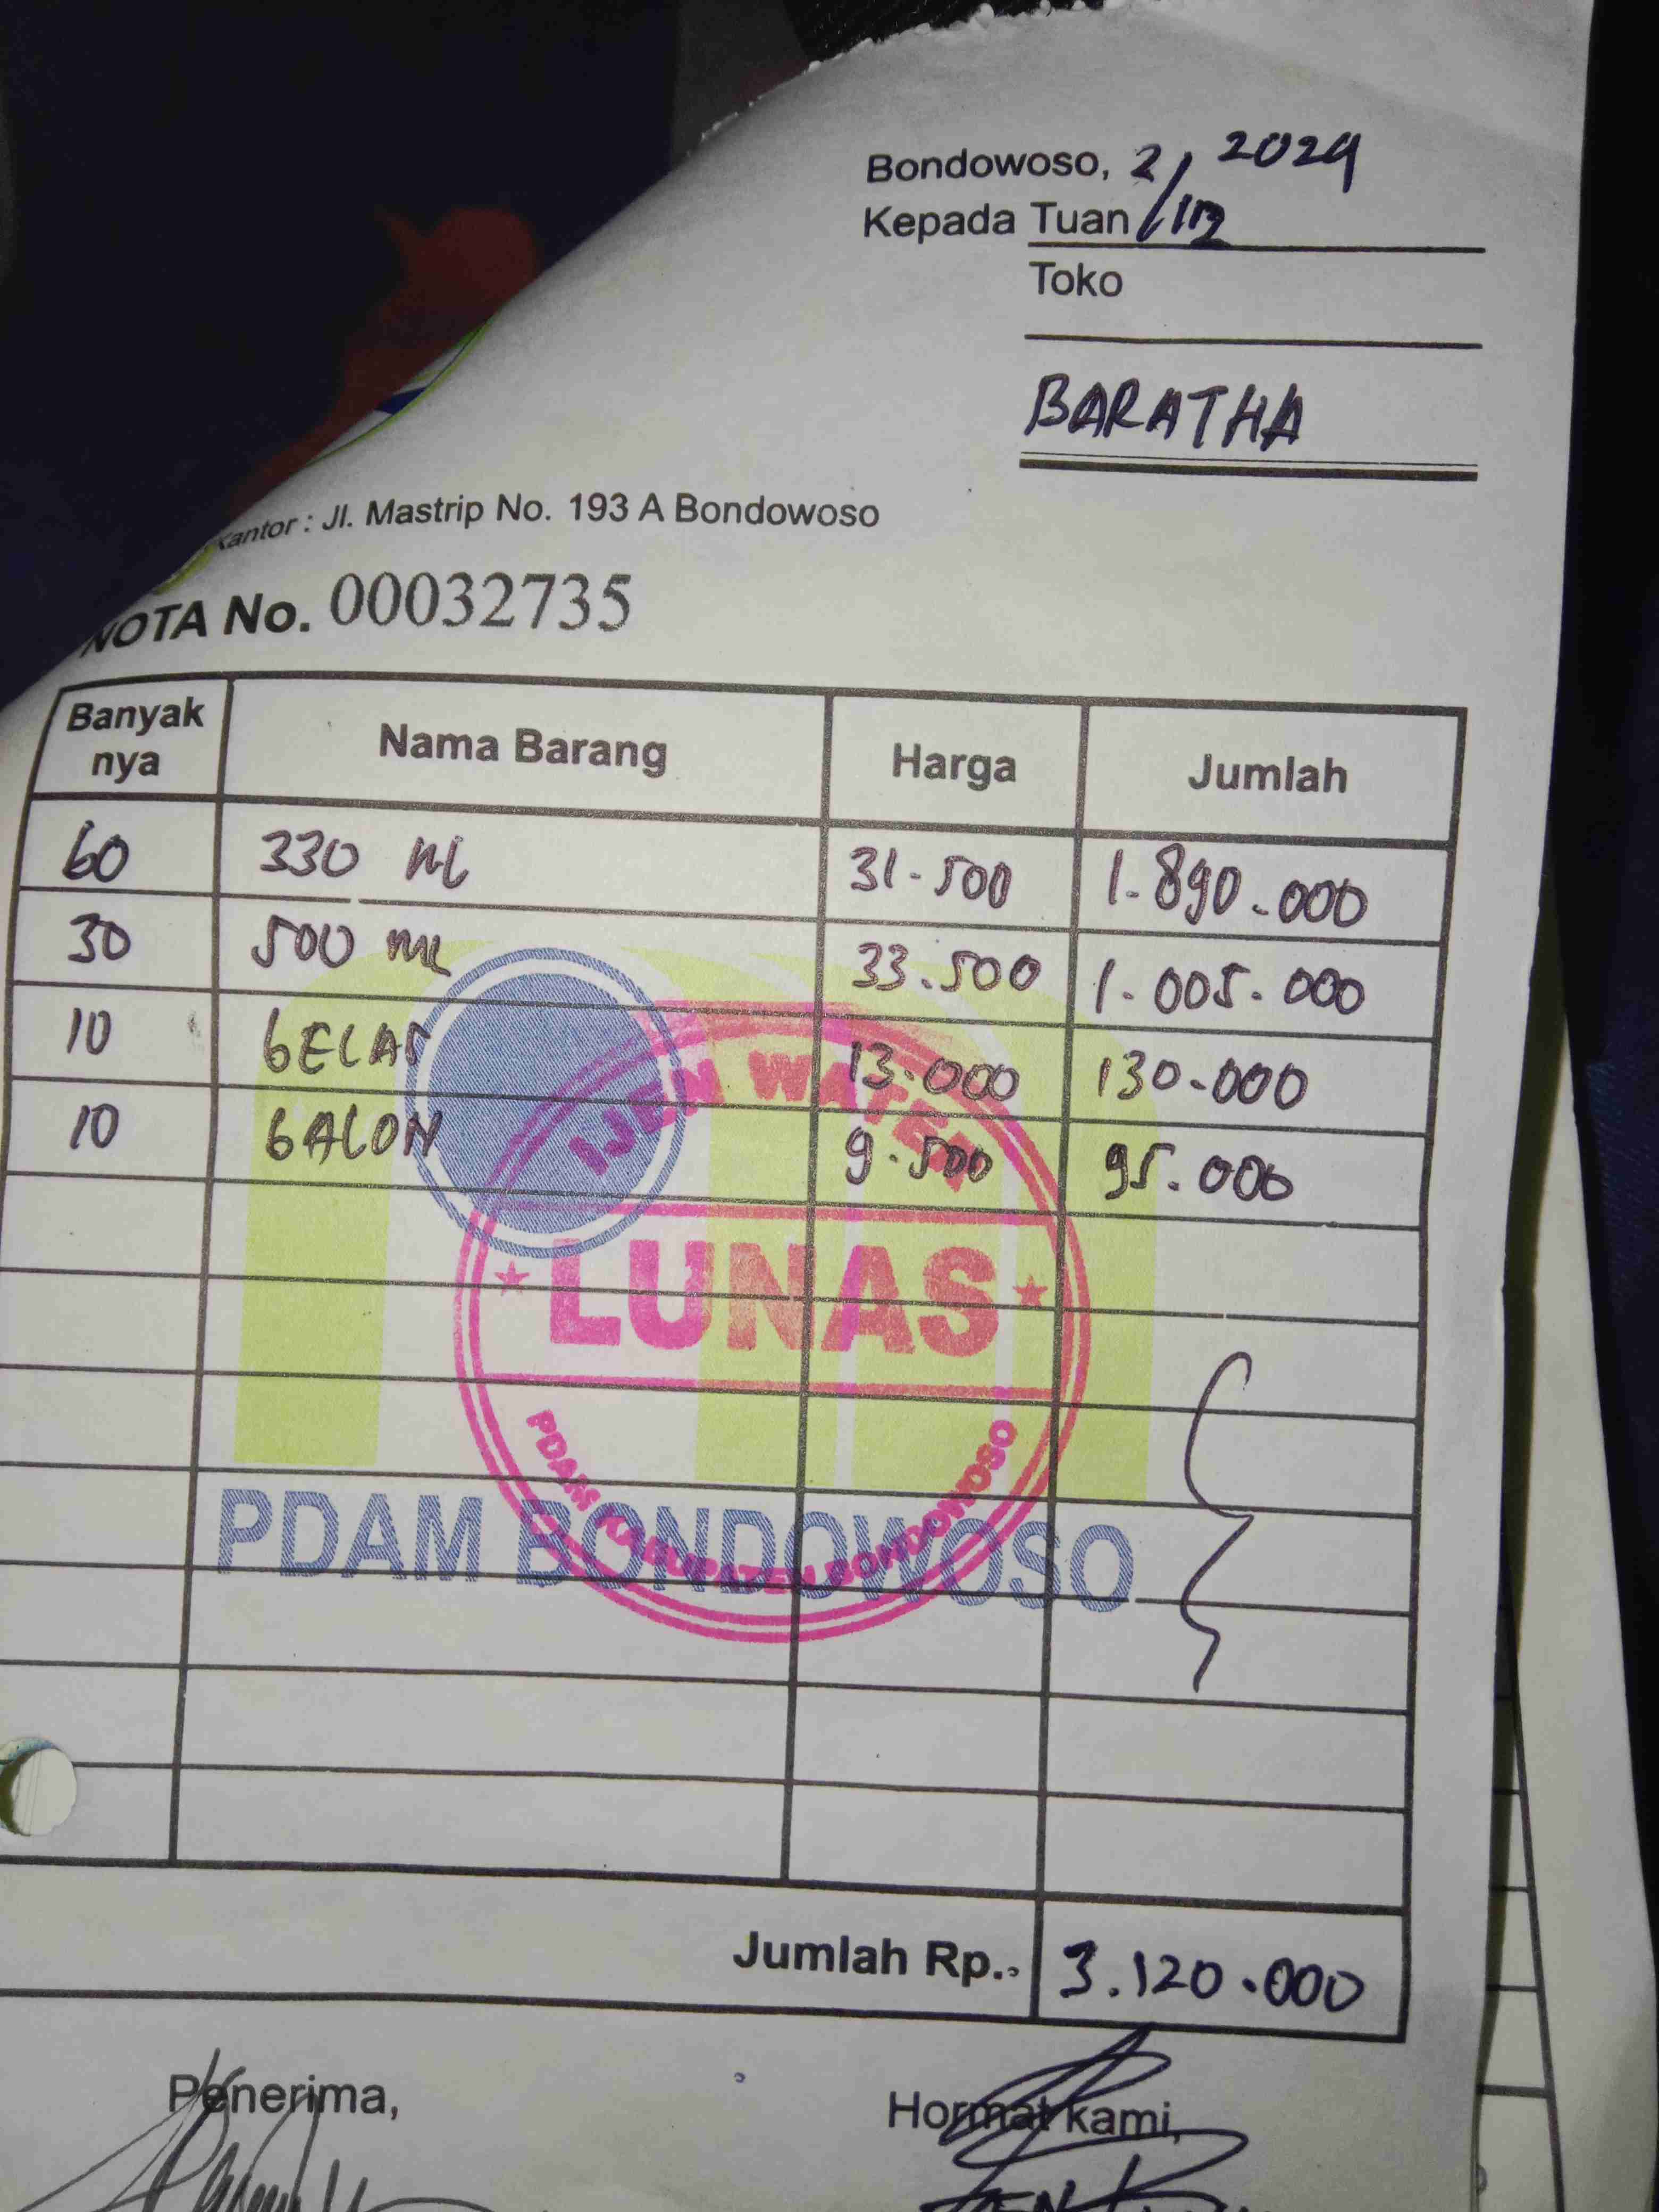 Bondowoso, 2/12 2024
Kepada Tuan
Toko
BARATHA
Kantor : Jl. Mastrip No. 193 A Bondowoso
NOTA No. 00032735
Banyak nya Nama Barang Harga Jumlah
60 330 ml 31.500 1.890.000
30 500 ml 33.500 1.005.000
10 GELAS 13.000 130.000
10 GALON 9.500 95.000
IJEN WATER
LUNAS
PDAM KABUPATEN BONDOWOSO
PDAM BONDOWOSO
Jumlah Rp. 3.120.000
Penerima, Hormat kami,